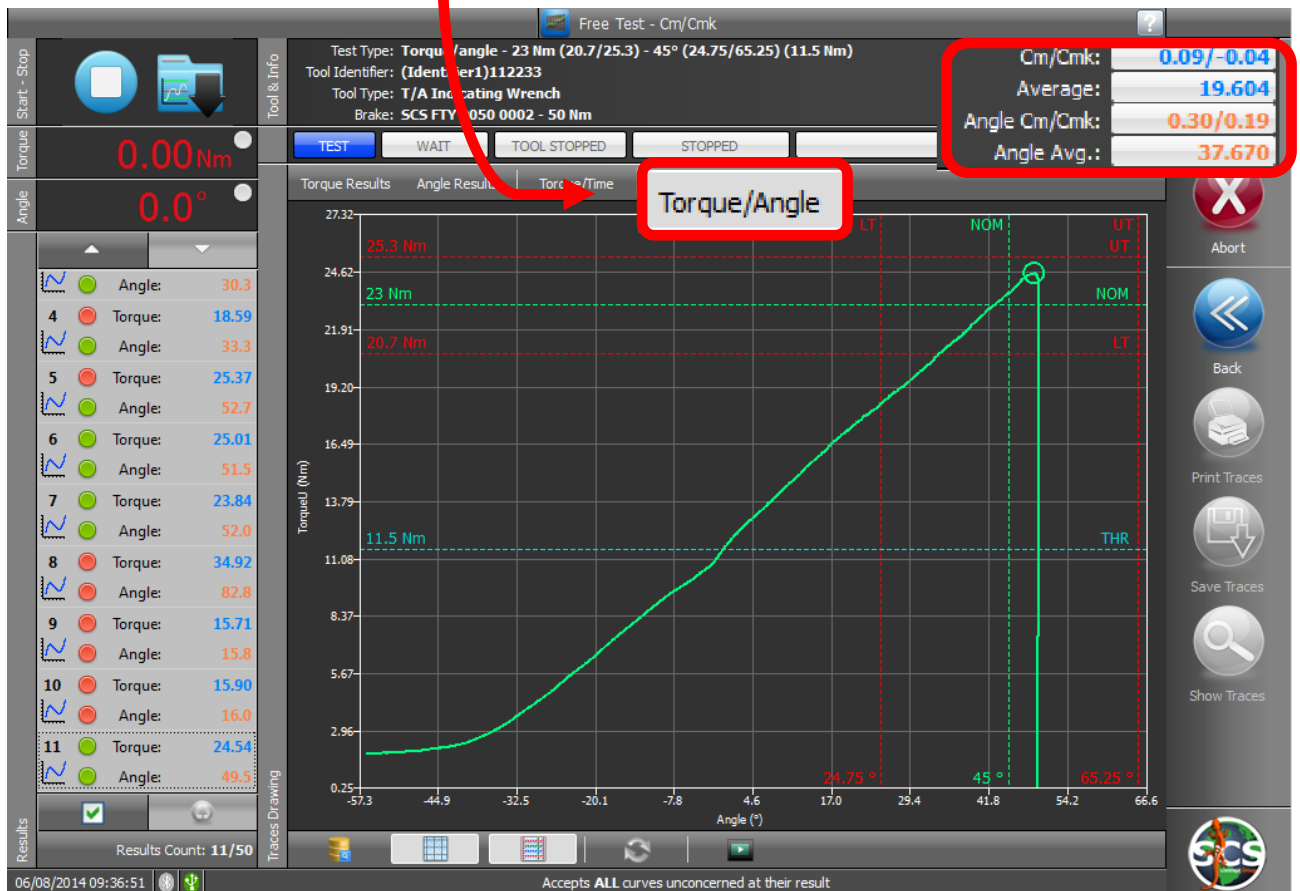 Free Test - Cm/Cmk
?
Start - Stop
Tool & Info
Test Type: Torque/angle - 23 Nm (20.7/25.3) - 45° (24.75/65.25) (11.5 Nm)
Tool Identifier: (Identifier1)112233
Tool Type: T/A Indicating Wrench
Brake: SCS FTY 0050 0002 - 50 Nm
Cm/Cmk: 0.09/-0.04
Average: 19.604
Angle Cm/Cmk: 0.30/0.19
Angle Avg.: 37.670
Torque
0.00 Nm
Angle
0.0°
TEST WAIT TOOL STOPPED STOPPED
Torque Results Angle Results Torque/Time Torque/Angle
Abort
Back
Print Traces
Save Traces
Show Traces
Angle: 30.3
4 Torque: 18.59
Angle: 33.3
5 Torque: 25.37
Angle: 52.7
6 Torque: 25.01
Angle: 51.5
7 Torque: 23.84
Angle: 52.0
8 Torque: 34.92
Angle: 82.8
9 Torque: 15.71
Angle: 15.8
10 Torque: 15.90
Angle: 16.0
11 Torque: 24.54
Angle: 49.5
Results
Results Count: 11/50
Traces Drawing
TorqueU (Nm)
27.32
24.62
21.91
19.20
16.49
13.79
11.08
8.37
5.67
2.96
0.25
LT NOM UT
25.3 Nm UT
23 Nm NOM
20.7 Nm LT
11.5 Nm THR
24.75 ° 45 ° 65.25 °
-57.3 -44.9 -32.5 -20.1 -7.8 4.6 17.0 29.4 41.8 54.2 66.6
Angle (°)
SCS
06/08/2014 09:36:51
Accepts ALL curves unconcerned at their result